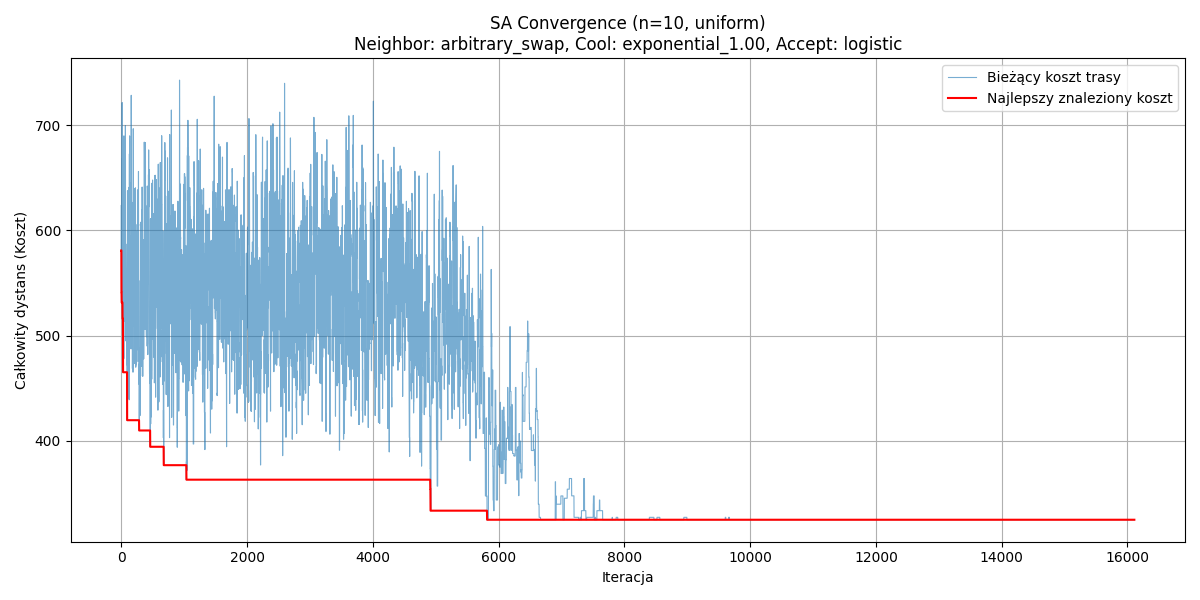 SA Convergence (n=10, uniform)
Neighbor: arbitrary_swap, Cool: exponential_1.00, Accept: logistic
Bieżący koszt trasy
Najlepszy znaleziony koszt
Całkowity dystans (Koszt)
700
600
500
400
0 2000 4000 6000 8000 10000 12000 14000 16000
Iteracja